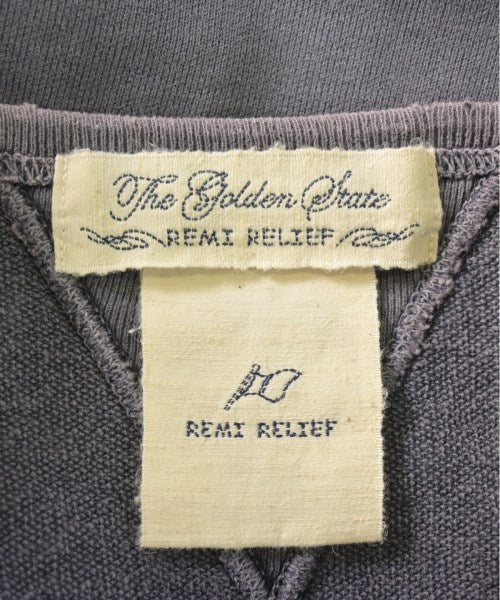 The Golden State
REMI RELIEF
REMI RELIEF